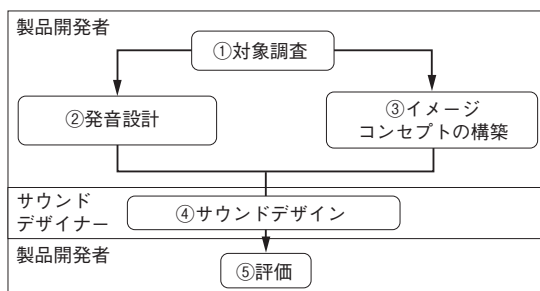 製品開発者
①対象調査
②発音設計
③イメージ
コンセプトの構築
サウンド
デザイナー
④サウンドデザイン
製品開発者
⑤評価